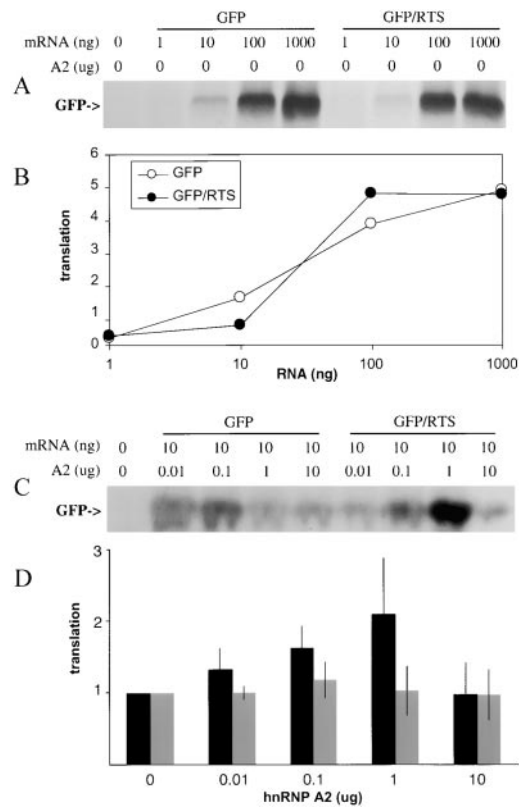 GFP GFP/RTS
mRNA (ng) 0 1 10 100 1000 1 10 100 1000
A2 (ug) 0 0 0 0 0 0 0 0 0
A
GFP->
B
6
5
4
3
2
1
0
translation
GFP
GFP/RTS
1 10 100 1000
RNA (ng)
GFP GFP/RTS
mRNA (ng) 0 10 10 10 10 10 10 10 10
A2 (ug) 0 0.01 0.1 1 10 0.01 0.1 1 10
C
GFP->
D
3
2
1
translation
0 0.01 0.1 1 10
hnRNP A2 (ug)